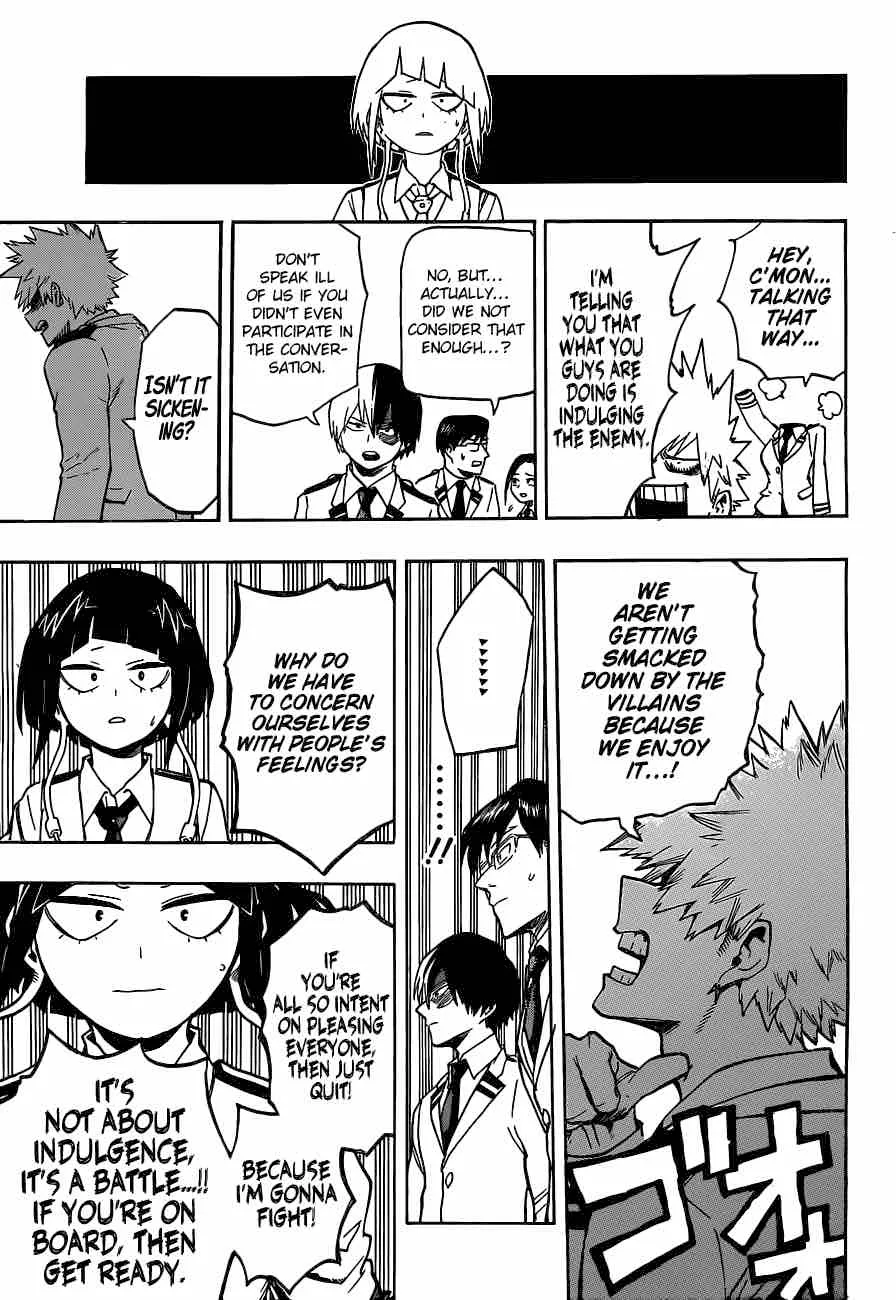 HEY,
C'MON...
TALKING
THAT
WAY...
I'M
TELLING
YOU THAT
WHAT YOU
GUYS ARE
DOING IS
INDULGING
THE ENEMY.
NO, BUT...
ACTUALLY...
DID WE NOT
CONSIDER THAT
ENOUGH...?
DON'T
SPEAK ILL
OF US IF YOU
DIDN'T EVEN
PARTICIPATE IN
THE CONVER-
SATION.
ISN'T IT
SICKEN-
ING?
WE
AREN'T
GETTING
SMACKED
DOWN BY THE
VILLAINS
BECAUSE
WE ENJOY
IT...!
ゴオォ
......!!
WHY DO
WE HAVE
TO CONCERN
OURSELVES
WITH PEOPLE'S
FEELINGS?
IF
YOU'RE
ALL SO INTENT
ON PLEASING
EVERYONE,
THEN JUST
QUIT!
BECAUSE
I'M GONNA
FIGHT!
IT'S
NOT ABOUT
INDULGENCE,
IT'S A BATTLE...!!
IF YOU'RE ON
BOARD, THEN
GET READY.